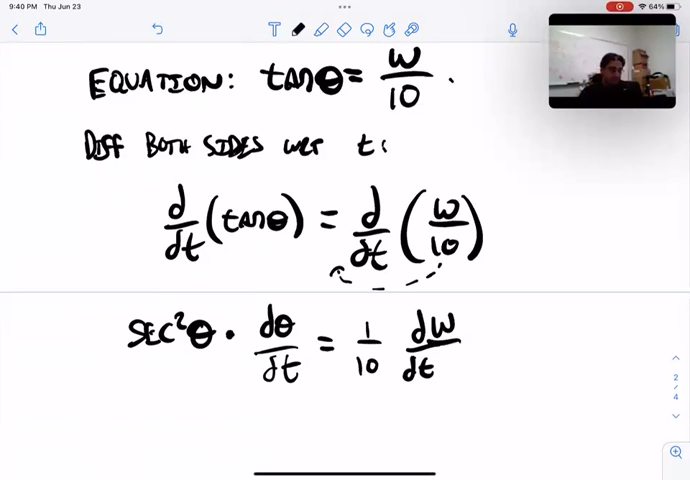 9:40 PM Thu Jun 23
64%
EQUATION: tanθ = w/10.
DIFF BOTH SIDES WRT t:
d/dt (tanθ) = d/dt (w/10)
SEC²θ · dθ/dt = 1/10 dw/dt
2
/
4